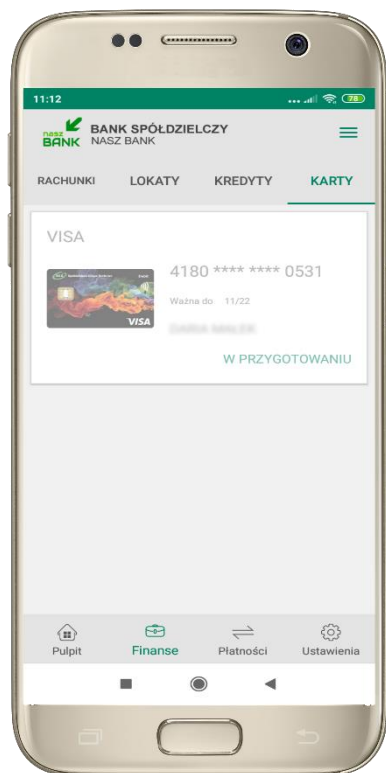 11:12
78
nasz BANK
BANK SPÓŁDZIELCZY
NASZ BANK
RACHUNKI LOKATY KREDYTY KARTY
VISA
4180 **** **** 0531
Ważna do 11/22
VISA
W PRZYGOTOWANIU
Pulpit Finanse Płatności Ustawienia